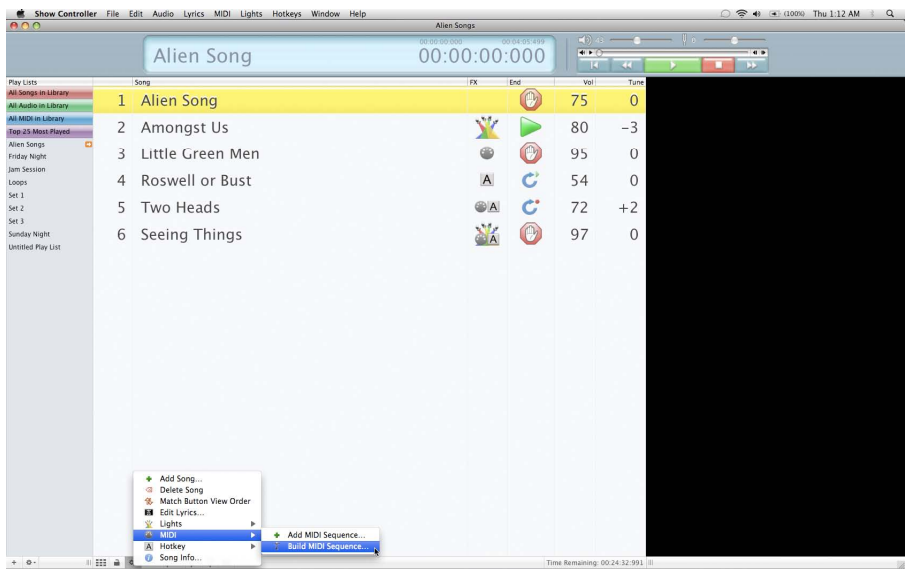 Show Controller File Edit Audio Lyrics MIDI Lights Hotkeys Window Help (100%) Thu 1:12 AM
Alien Songs
Alien Song 00:00:00:000 00:04:05:499
00:00:00:000
Play Lists Song FX End Vol Tune
All Songs in Library
All Audio in Library
All MIDI in Library
Top 25 Most Played
Alien Songs
Friday Night
Jam Session
Loops
Set 1
Set 2
Set 3
Sunday Night
Untitled Play List
1 Alien Song 75 0
2 Amongst Us 80 -3
3 Little Green Men 95 0
4 Roswell or Bust A 54 0
5 Two Heads A 72 +2
6 Seeing Things A 97 0
Add Song...
Delete Song
Match Button View Order
Edit Lyrics...
Lights
MIDI
A Hotkey
Song Info...
Add MIDI Sequence...
Build MIDI Sequence...
Time Remaining: 00:24:32:991